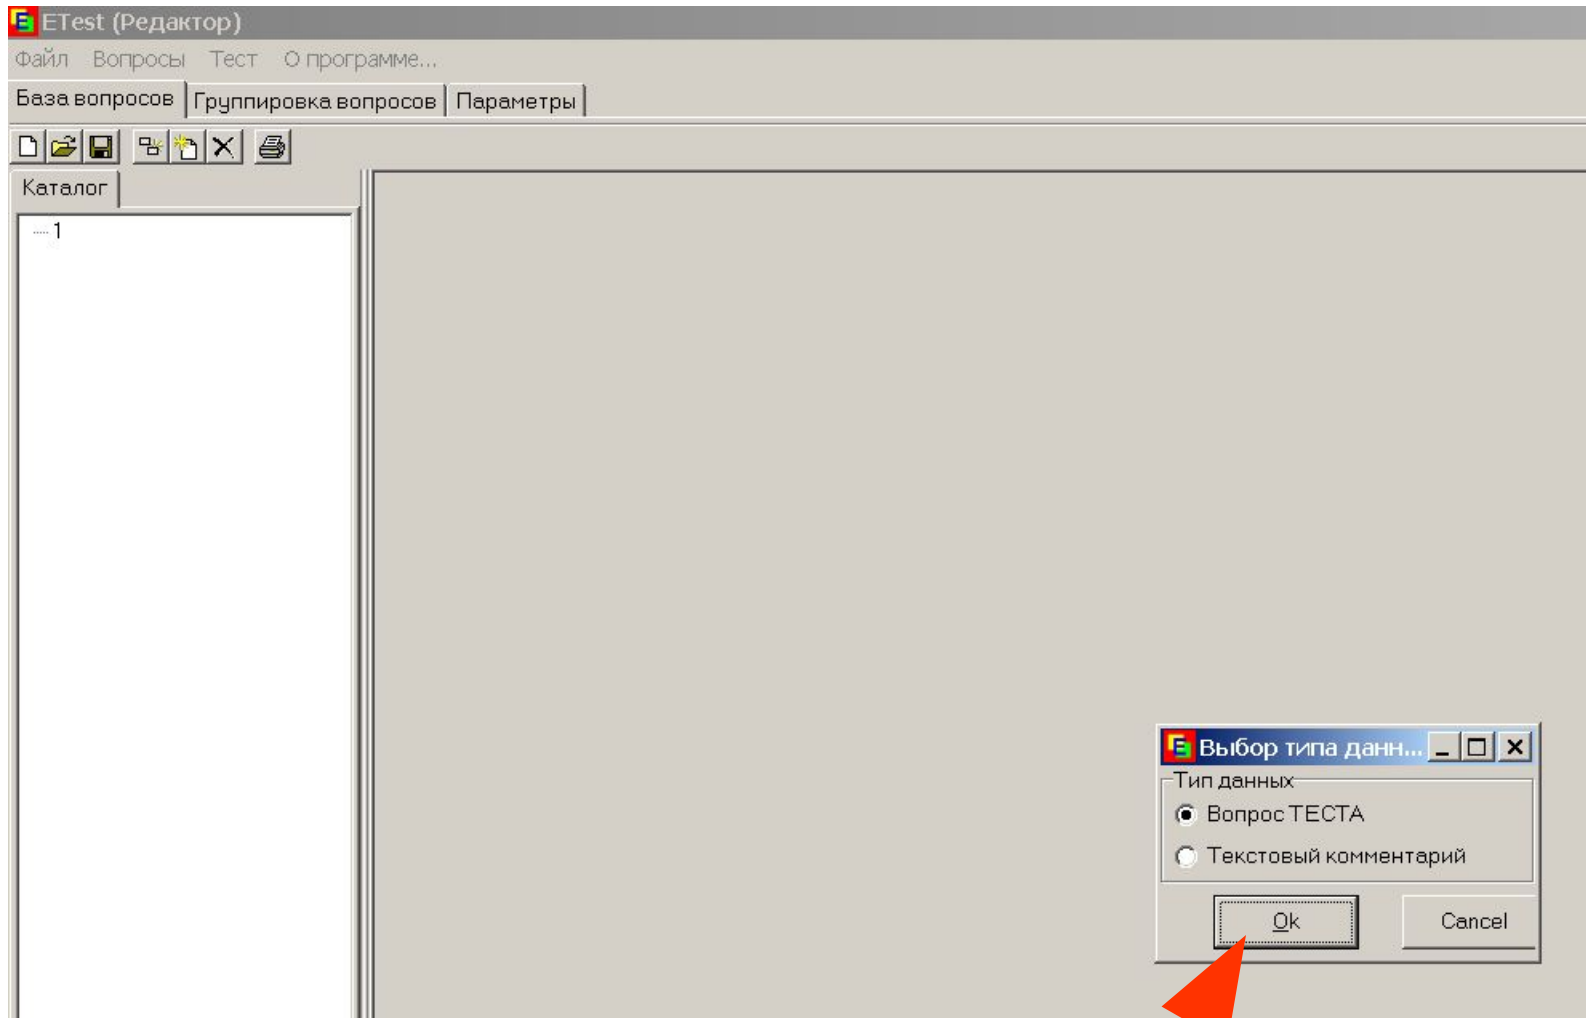 ETest (Редактор)
Файл Вопросы Тест О программе...
База вопросов Группировка вопросов Параметры
Каталог
1
Выбор типа данн...
Тип данных
Вопрос ТЕСТА
Текстовый комментарий
Ok Cancel